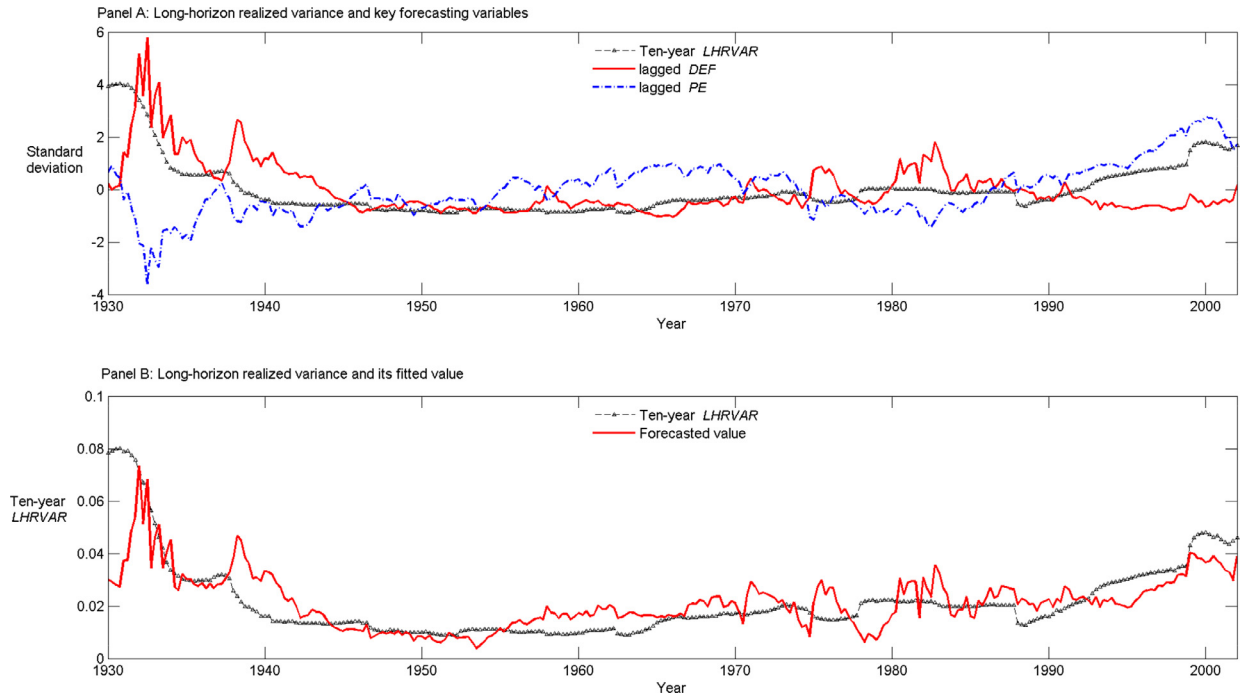 Panel A: Long-horizon realized variance and key forecasting variables
6
4
2
0
-2
-4
Standard
deviation
Ten-year LHRVAR
lagged DEF
lagged PE
1930
1940
1950
1960
1970
1980
1990
2000
Year
Panel B: Long-horizon realized variance and its fitted value
0.1
0.08
0.06
0.04
0.02
0
Ten-year
LHRVAR
Ten-year LHRVAR
Forecasted value
1930
1940
1950
1960
1970
1980
1990
2000
Year